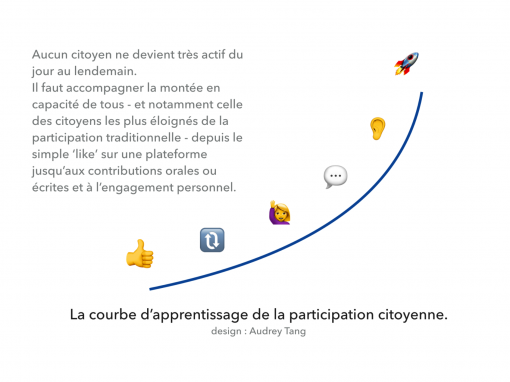 Aucun citoyen ne devient très actif du
jour au lendemain.
Il faut accompagner la montée en
capacité de tous - et notamment celle
des citoyens les plus éloignés de la
participation traditionnelle - depuis le
simple ‘like’ sur une plateforme
jusqu’aux contributions orales ou
écrites et à l’engagement personnel.
La courbe d’apprentissage de la participation citoyenne.
design : Audrey Tang